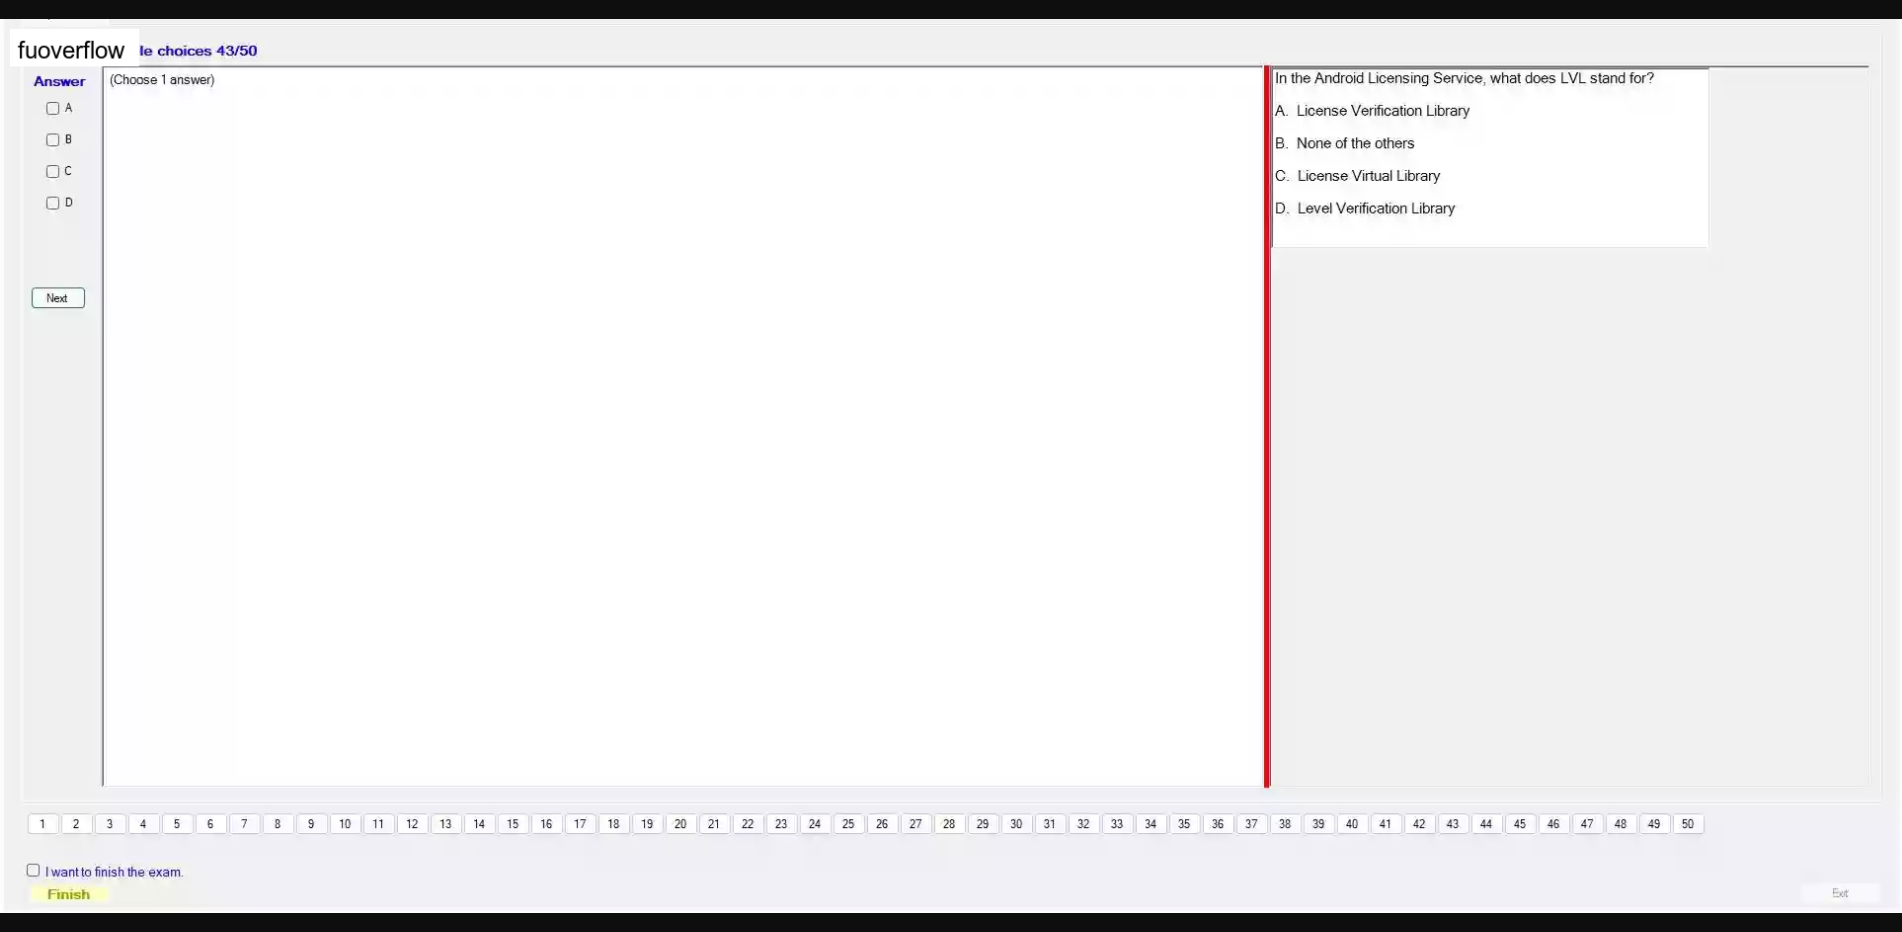 fuoverflow le choices 43/50
Answer
(Choose 1 answer)
A
B
C
D
Next
In the Android Licensing Service, what does LVL stand for?
A. License Verification Library
B. None of the others
C. License Virtual Library
D. Level Verification Library
1 2 3 4 5 6 7 8 9 10 11 12 13 14 15 16 17 18 19 20 21 22 23 24 25 26 27 28 29 30 31 32 33 34 35 36 37 38 39 40 41 42 43 44 45 46 47 48 49 50
I want to finish the exam.
Finish
Exit